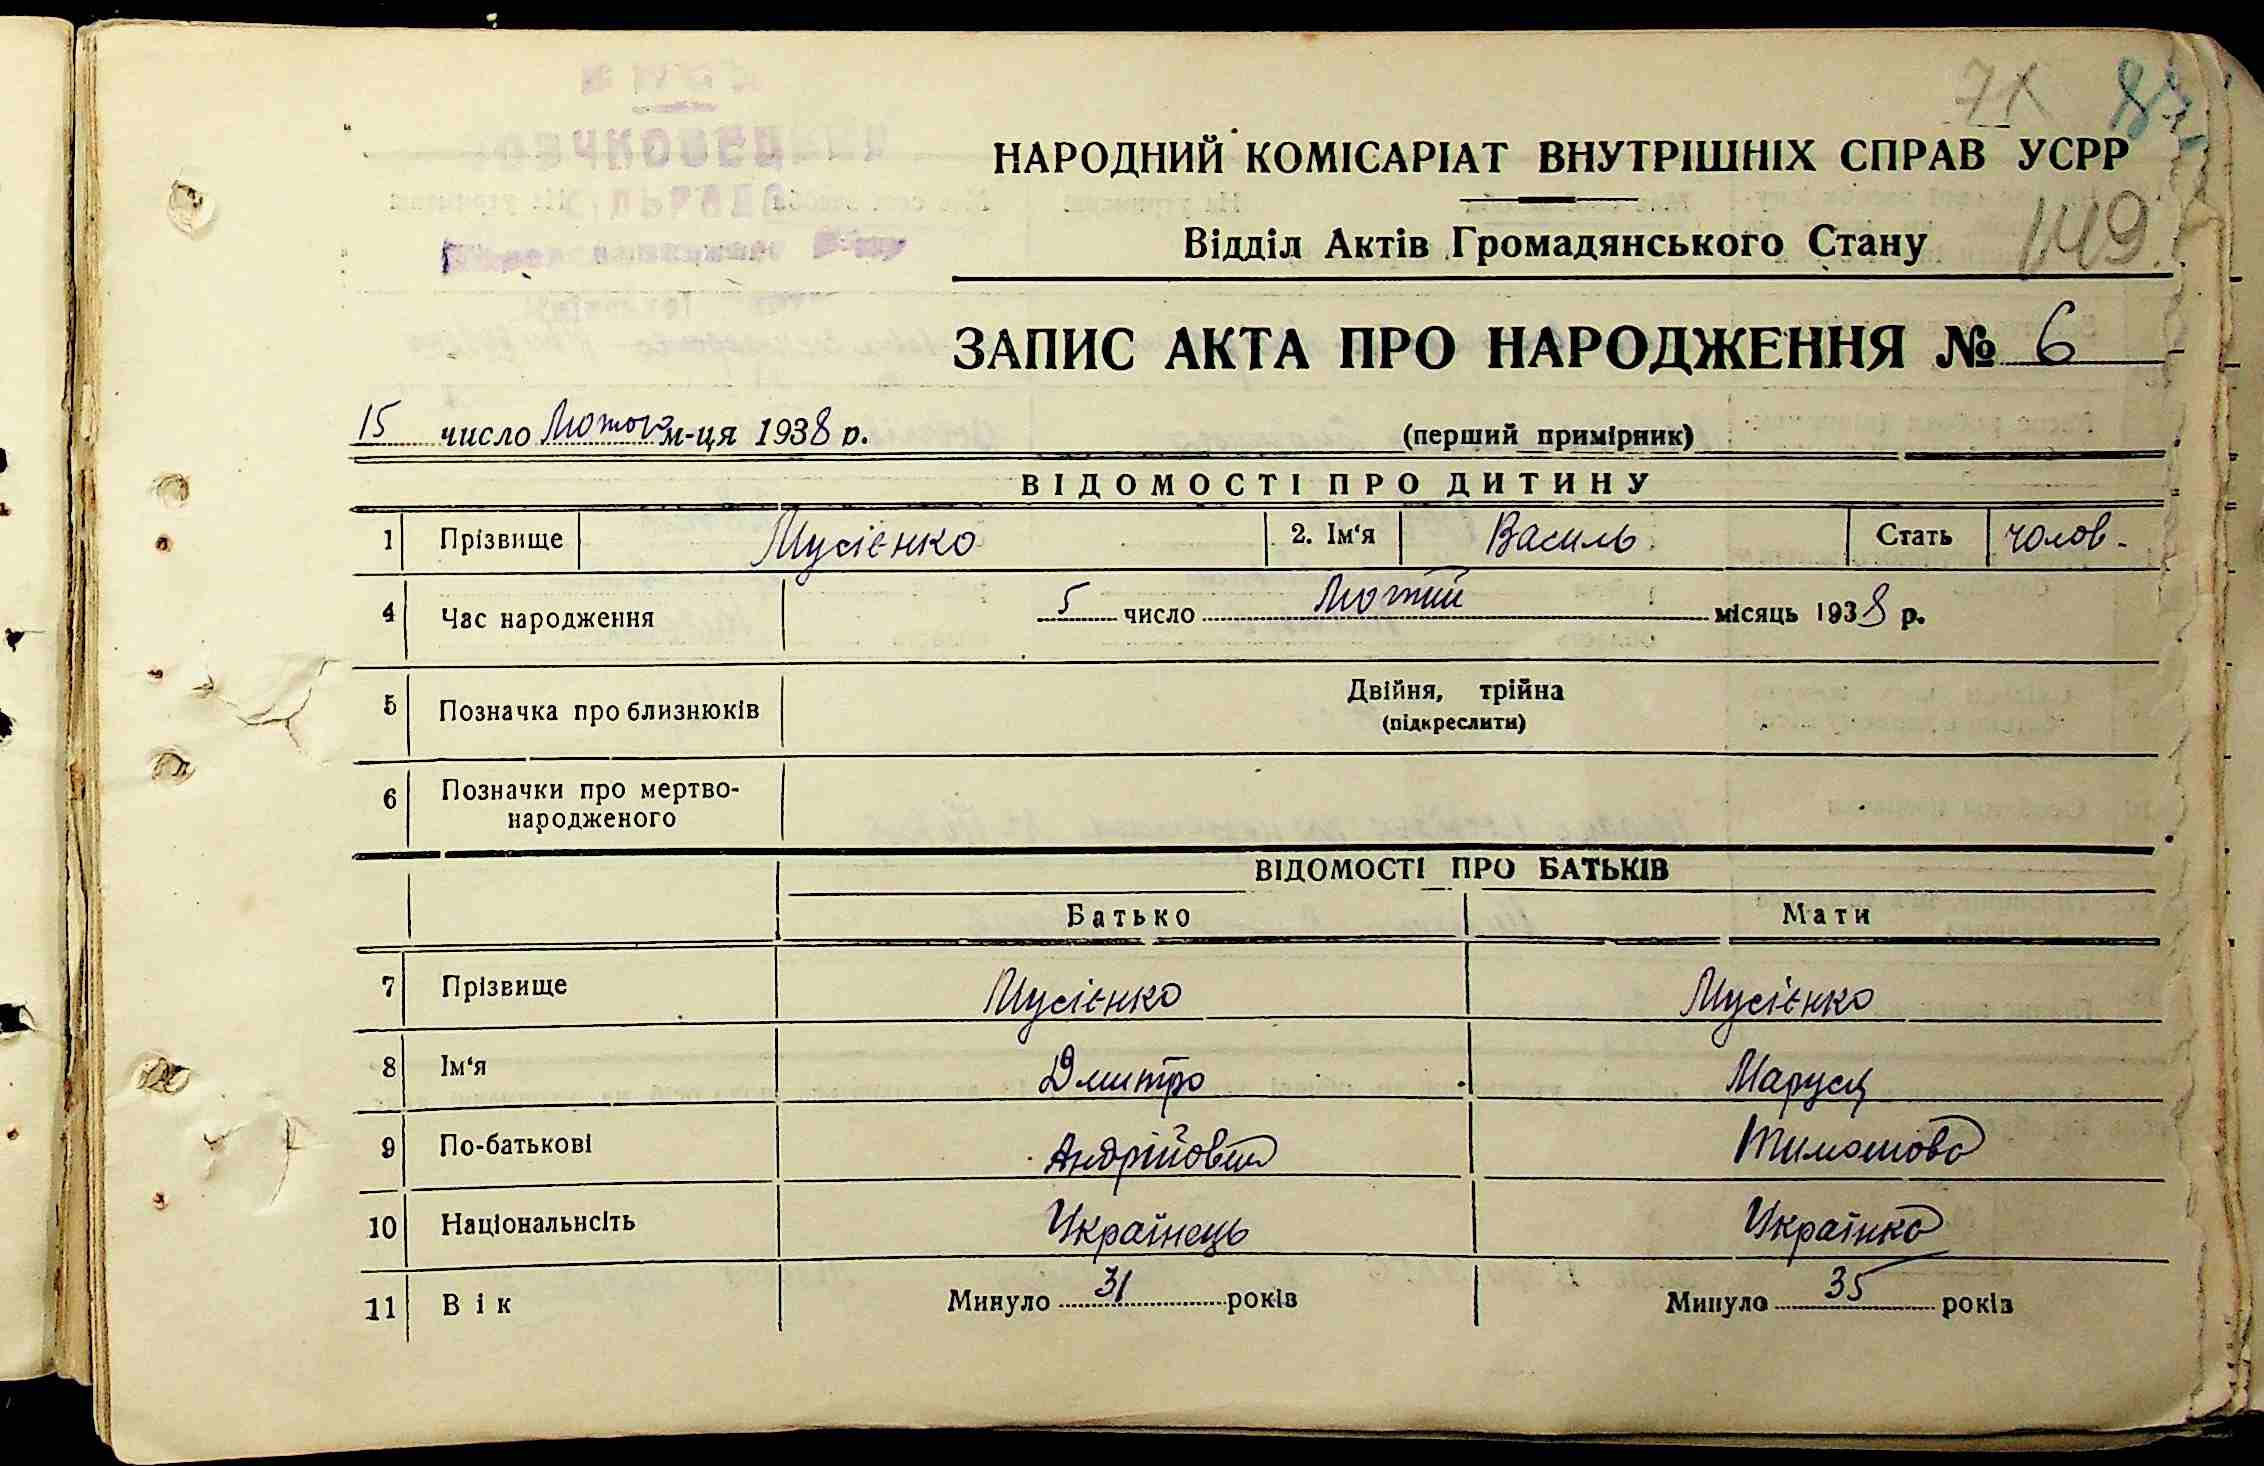 71
149
НАРОДНИЙ КОМІСАРІАТ ВНУТРІШНІХ СПРАВ УСРР
Відділ Актів Громадянського Стану
ЗАПИС АКТА ПРО НАРОДЖЕННЯ № 6
15 число Лютого м-ця 1938 р. (перший примірник)
ВІДОМОСТІ ПРО ДИТИНУ
1 Прізвище Мусієнко 2. Ім'я Василь Стать чолов.
4 Час народження 5 число Лютий місяць 1938 р.
5 Позначка про близнюків Двійня, трійна
(підкреслити)
6 Позначки про мертво-
народженого
ВІДОМОСТІ ПРО БАТЬКІВ
Батько Мати
7 Прізвище Мусієнко Мусієнко
8 Ім'я Дмитро Маруся
9 По-батькові Андрійович Тимошова
10 Національнсіть Українець Українка
11 Вік Минуло 31 років Минуло 35 років